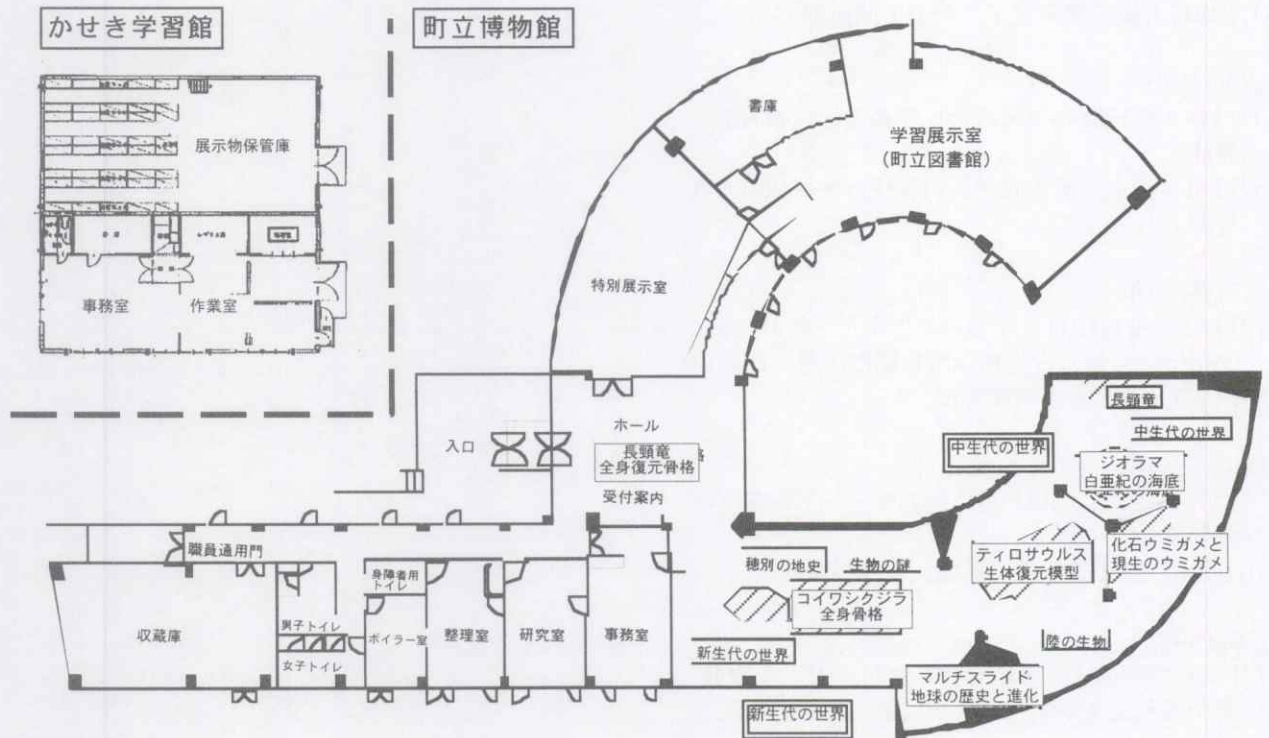 かせき学習館
町立博物館
展示物保管庫
事務室
作業室
書庫
学習展示室
(町立図書館)
特別展示室
ホール
長頸竜
全身復元骨格
入口
受付案内
職員通用門
収蔵庫
男子トイレ
女子トイレ
身障者用
トイレ
ボイラー室
整理室
研究室
事務室
穂別の地史
生物の謎
コイワシクジラ
全身骨格
新生代の世界
新生代の世界
中生代の世界
長頸竜
中生代の世界
ジオラマ
白亜紀の海底
ティロサウルス
生体復元模型
化石ウミガメと
現生のウミガメ
陸の生物
マルチスライド
地球の歴史と進化